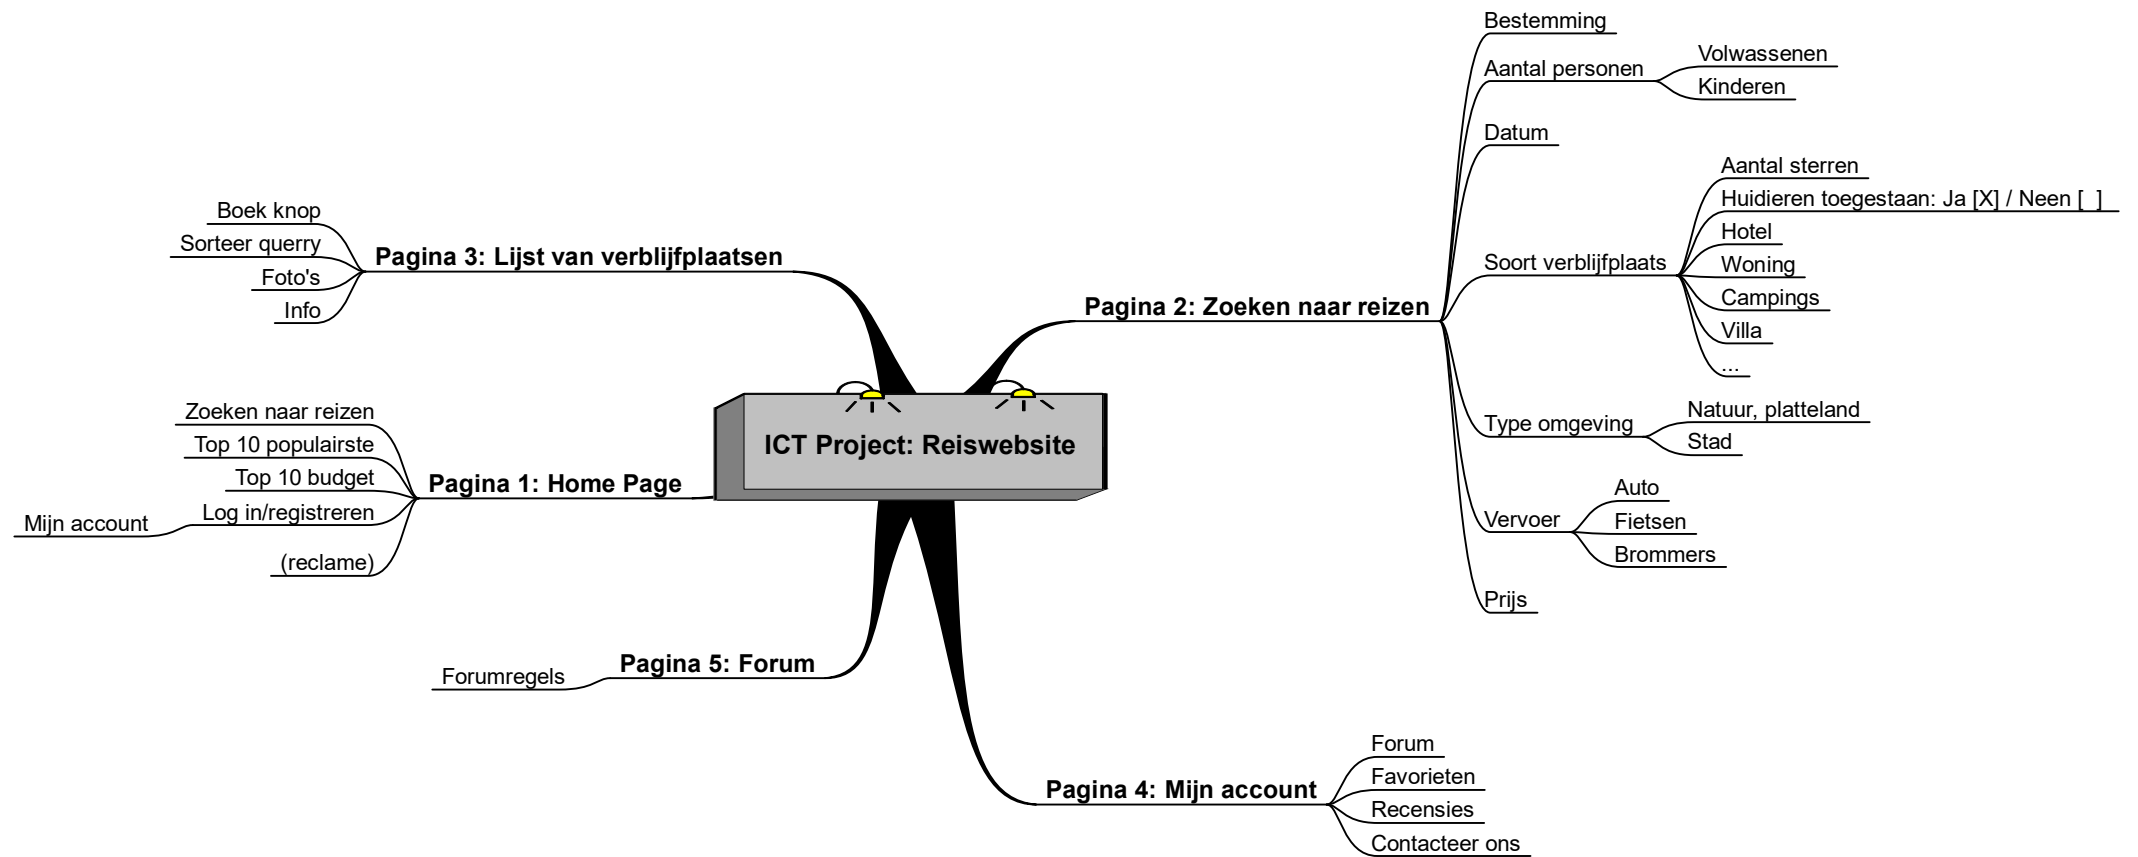 ICT Project: Reiswebsite
Pagina 1: Home Page
Zoeken naar reizen
Top 10 populairste
Top 10 budget
Log in/registreren
Mijn account
(reclame)
Pagina 2: Zoeken naar reizen
Bestemming
Aantal personen
Volwassenen
Kinderen
Datum
Soort verblijfplaats
Aantal sterren
Huidieren toegestaan: Ja [X] / Neen [  ]
Hotel
Woning
Campings
Villa
...
Type omgeving
Natuur, platteland
Stad
Vervoer
Auto
Fietsen
Brommers
Prijs
Pagina 3: Lijst van verblijfplaatsen
Boek knop
Sorteer querry
Foto's
Info
Pagina 4: Mijn account
Forum
Favorieten
Recensies
Contacteer ons
Pagina 5: Forum
Forumregels